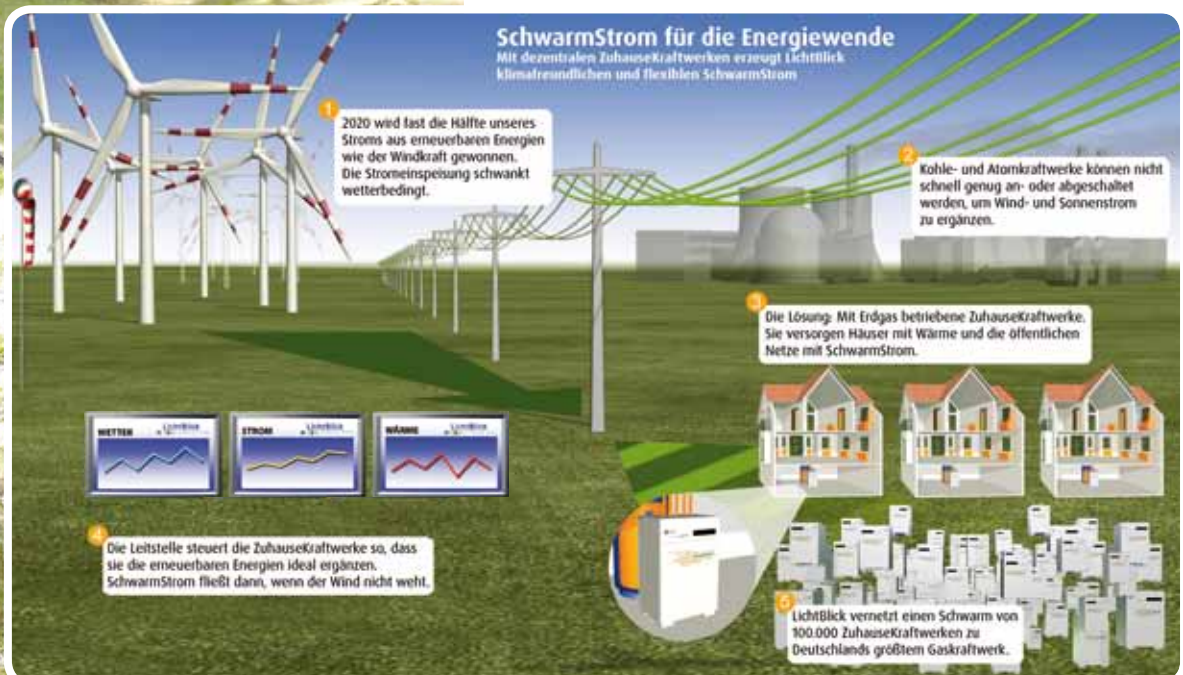 SchwarmStrom für die Energiewende
Mit dezentralen ZuhauseKraftwerken erzeugt LichtBlick
klimafreundlichen und flexiblen SchwarmStrom
1
2020 wird fast die Hälfte unseres
Stroms aus erneuerbaren Energien
wie der Windkraft gewonnen.
Die Stromeinspeisung schwankt
wetterbedingt.
2
Kohle- und Atomkraftwerke können nicht
schnell genug an- oder abgeschaltet
werden, um Wind- und Sonnenstrom
zu ergänzen.
3
Die Lösung: Mit Erdgas betriebene ZuhauseKraftwerke.
Sie versorgen Häuser mit Wärme und die öffentlichen
Netze mit SchwarmStrom.
WETTER LichtBlick
STROM LichtBlick
WÄRME LichtBlick
4
Die Leitstelle steuert die ZuhauseKraftwerke so, dass
sie die erneuerbaren Energien ideal ergänzen.
SchwarmStrom fließt dann, wenn der Wind nicht weht.
5
LichtBlick vernetzt einen Schwarm von
100.000 ZuhauseKraftwerken zu
Deutschlands größtem Gaskraftwerk.